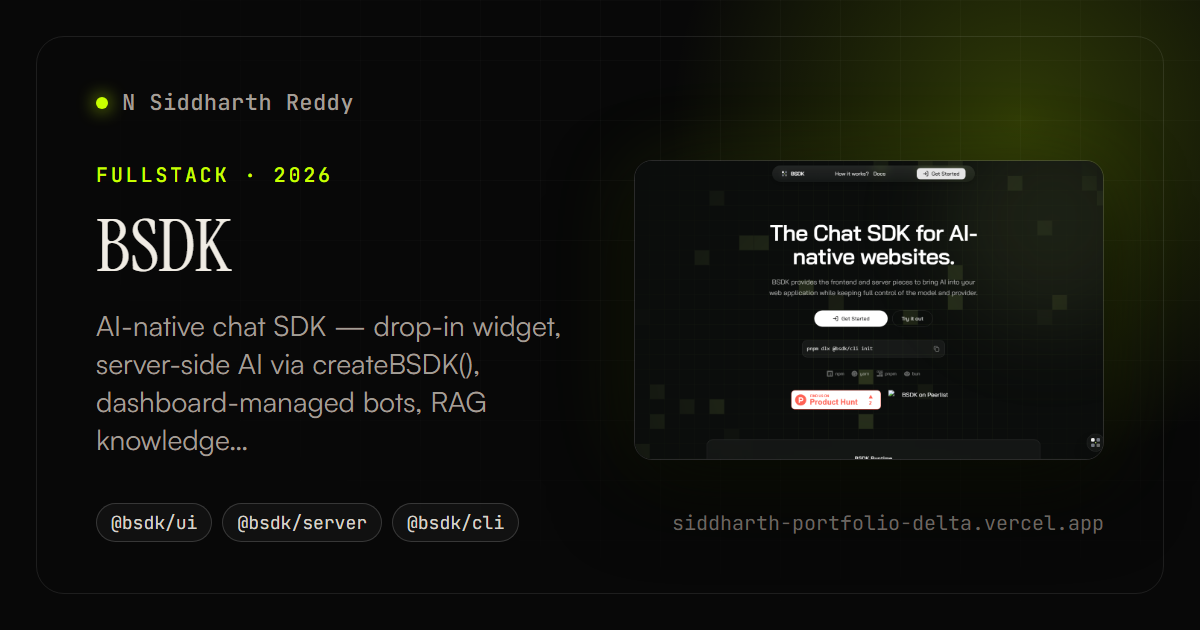 N Siddharth Reddy
FULLSTACK · 2026
BSDK
AI-native chat SDK — drop-in widget,
server-side AI via createBSDK(),
dashboard-managed bots, RAG
knowledge…
@bsdk/ui
@bsdk/server
@bsdk/cli
BSDK
How it works?
Docs
Get Started
The Chat SDK for AI-
native websites.
BSDK provides the frontend and server pieces to bring AI into your
web application while keeping full control of the model and provider.
Get Started
Try it out
pnpm dlx @bsdk/cli init
npm
yarn
pnpm
bun
Product Hunt
BSDK on Peerlist
BSDK Runtime
siddharth-portfolio-delta.vercel.app